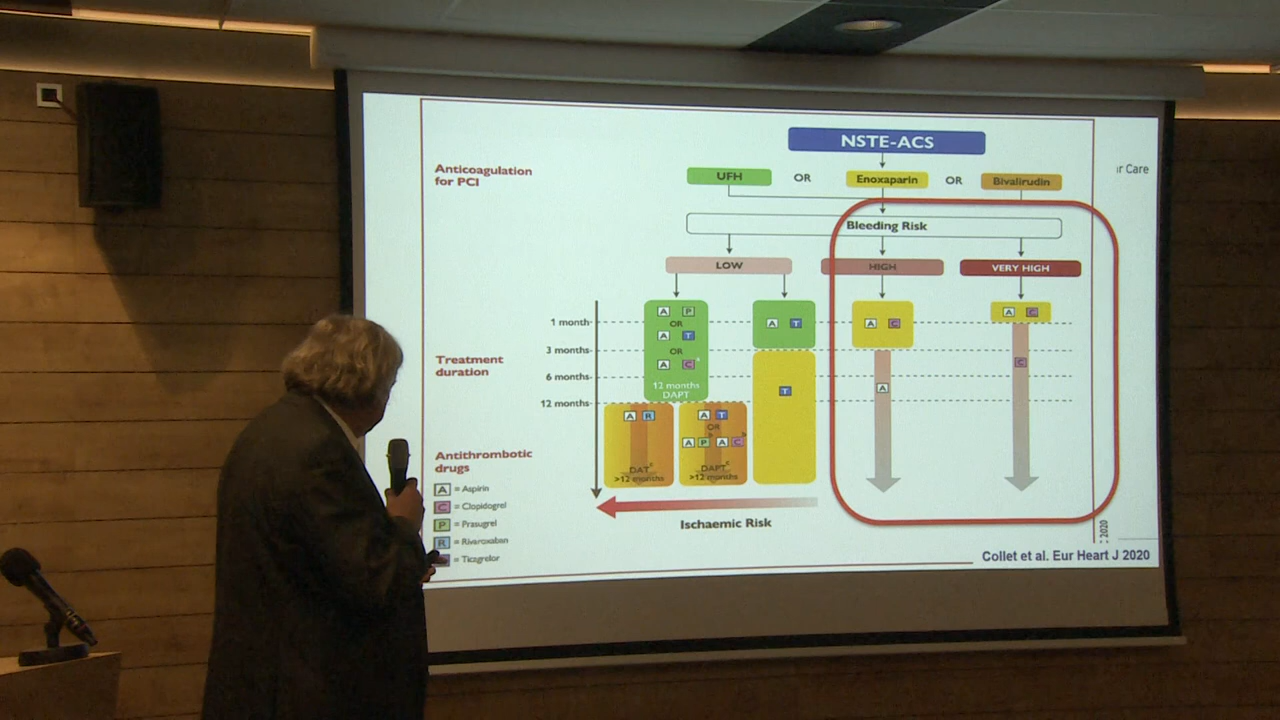 NSTE-ACS
Anticoagulation
for PCI
UFH OR Enoxaparin OR Bivalirudin
r Care
Bleeding Risk
LOW HIGH VERY HIGH
A P
OR
A T
OR
A C
12 months
DAPT
A T
A C
A C
1 month
3 months
6 months
12 months
Treatment
duration
T
A
C
A R
DAT c
>12 months
A T
OR
A P A C
DAPT c
>12 months
Antithrombotic
drugs
A = Aspirin
C = Clopidogrel
P = Prasugrel
R = Rivaroxaban
T = Ticagrelor
Ischaemic Risk
2020
Collet et al. Eur Heart J 2020